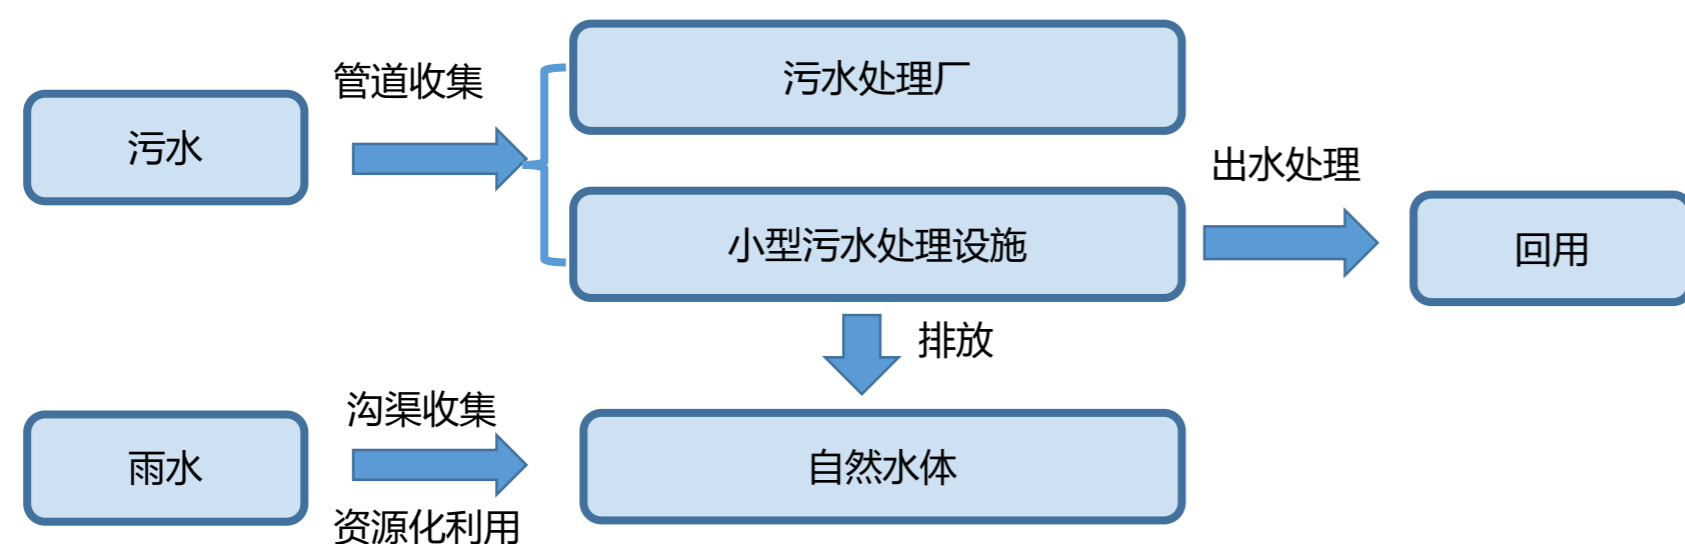 管道收集
污水处理厂
污水
出水处理
小型污水处理设施
回用
排放
沟渠收集
雨水
自然水体
资源化利用